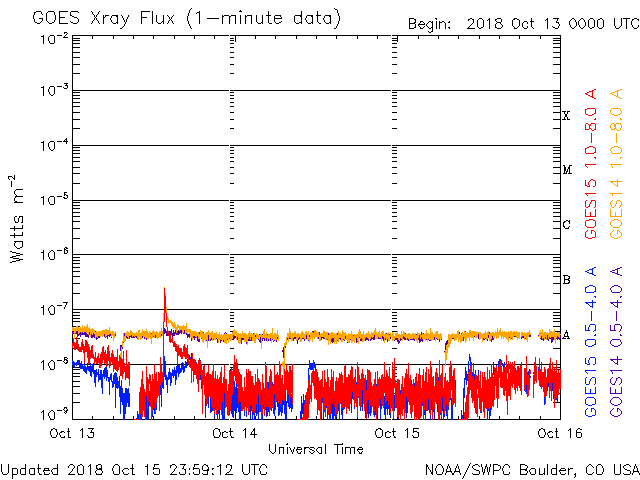 GOES Xray Flux (1-minute data)
Begin: 2018 Oct 13 0000 UTC
10⁻²
10⁻³
10⁻⁴
10⁻⁵
10⁻⁶
10⁻⁷
10⁻⁸
10⁻⁹
Watts m⁻²
X
M
C
B
A
GOES15 1.0-8.0 A
GOES14 1.0-8.0 A
GOES15 0.5-4.0 A
GOES14 0.5-4.0 A
Oct 13 Oct 14 Oct 15 Oct 16
Universal Time
Updated 2018 Oct 15 23:59:12 UTC
NOAA/SWPC Boulder, CO USA